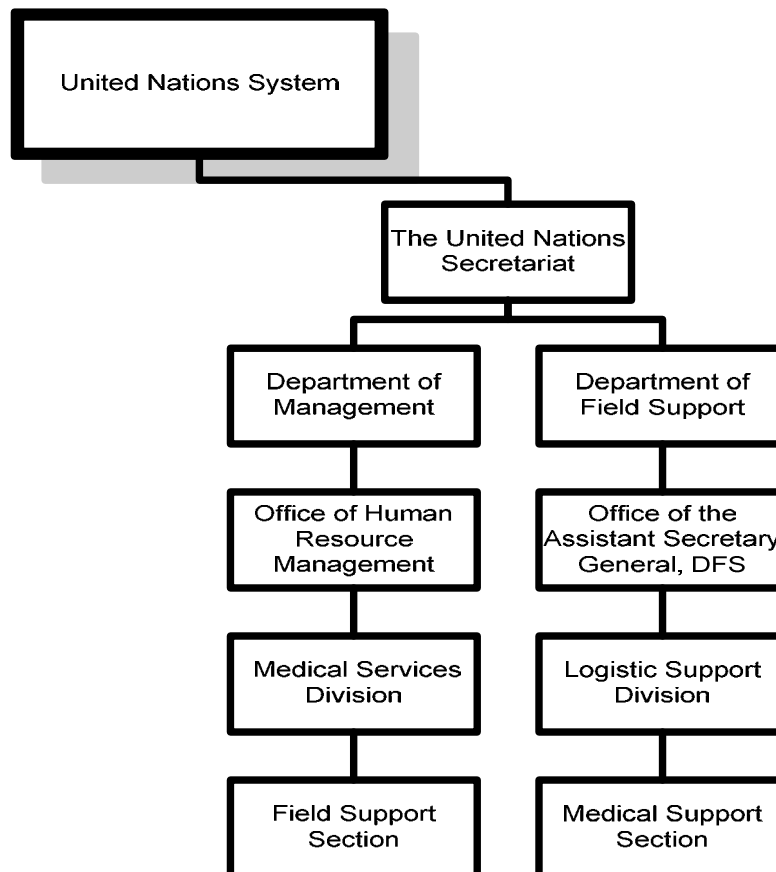 United Nations System
The United Nations
Secretariat
Department of
Management
Department of
Field Support
Office of Human
Resource
Management
Office of the
Assistant Secretary
General, DFS
Medical Services
Division
Logistic Support
Division
Field Support
Section
Medical Support
Section